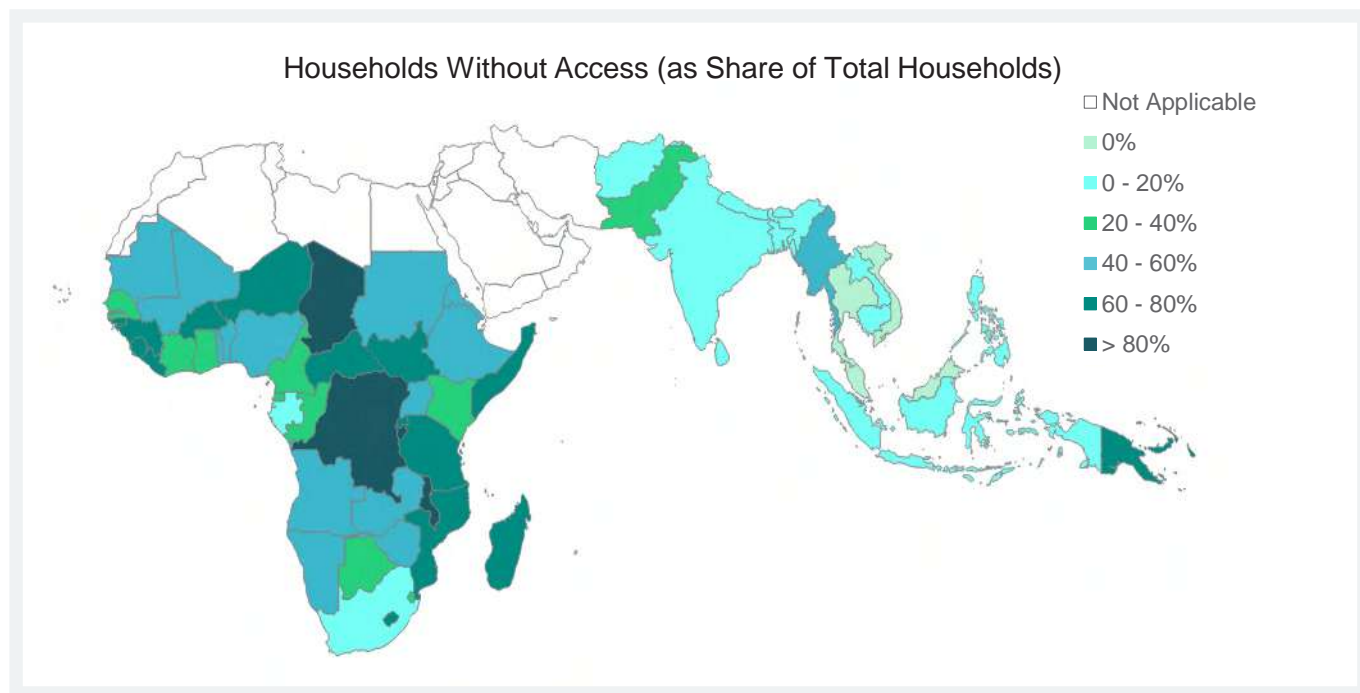 Households Without Access (as Share of Total Households)
Not Applicable
0%
0 - 20%
20 - 40%
40 - 60%
60 - 80%
> 80%